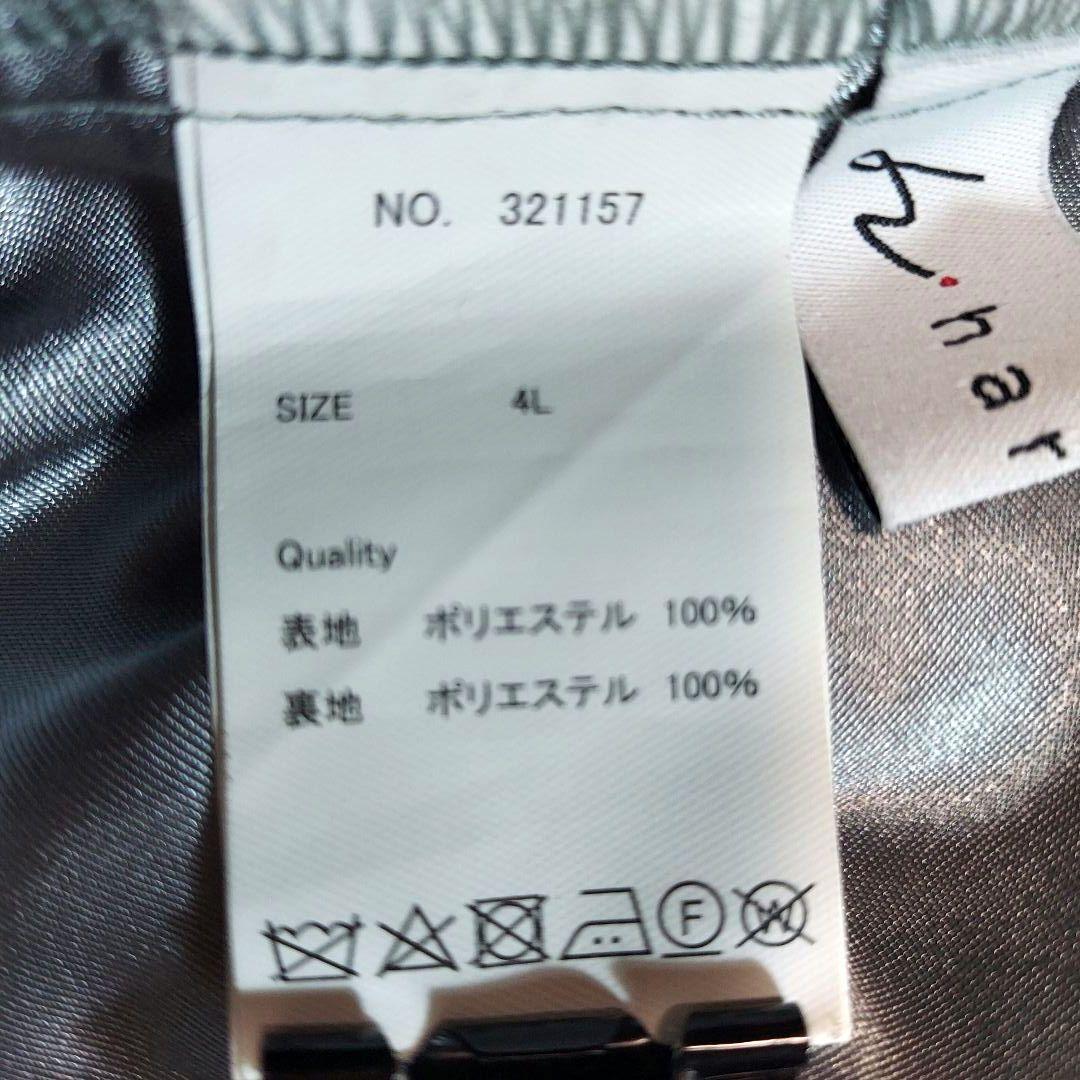 NO. 321157
SIZE 4L
Quality
表地 ポリエステル 100%
裏地 ポリエステル 100%
F
W
h.har